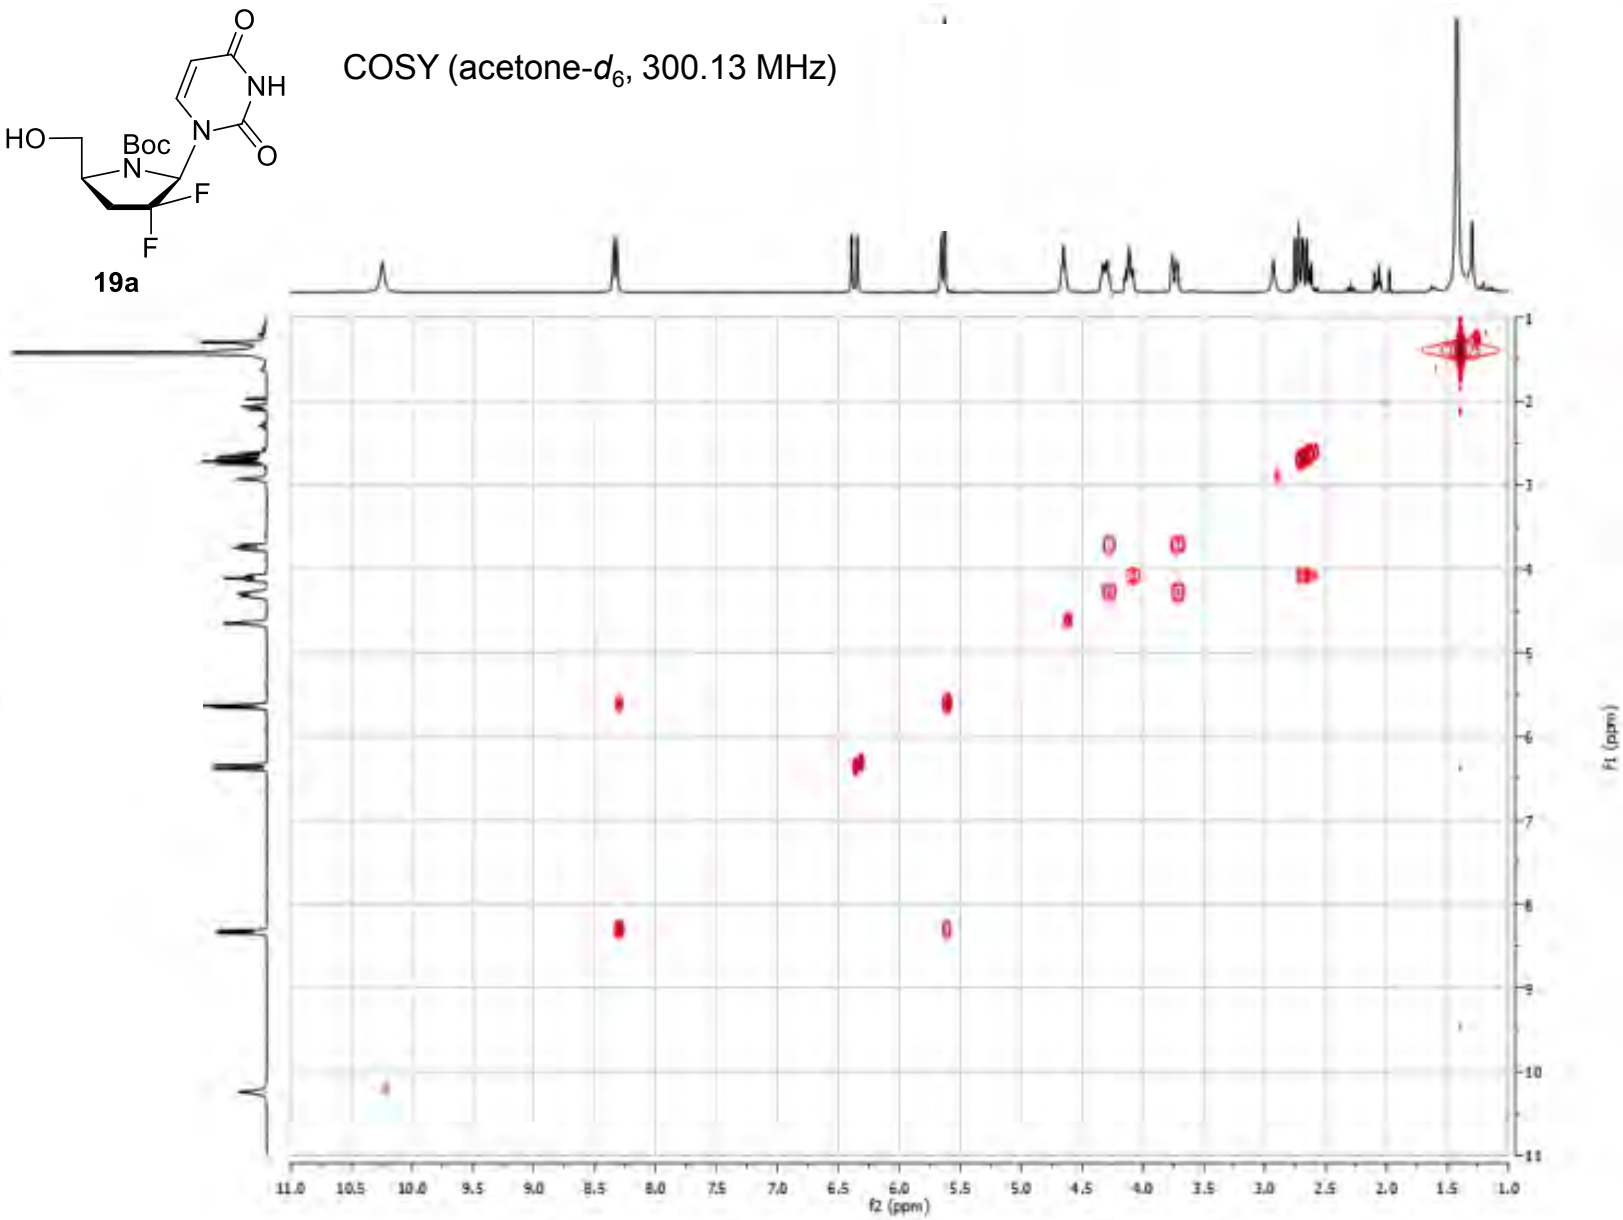 O
COSY (acetone-d6, 300.13 MHz)
NH
HO
Boc
N
N
O
F
F
19a
1
2
3
4
5
6
7
8
9
10
11
f1 (ppm)
11.0 10.5 10.0 9.5 9.0 8.5 8.0 7.5 7.0 6.5 6.0 5.5 5.0 4.5 4.0 3.5 3.0 2.5 2.0 1.5 1.0
f2 (ppm)